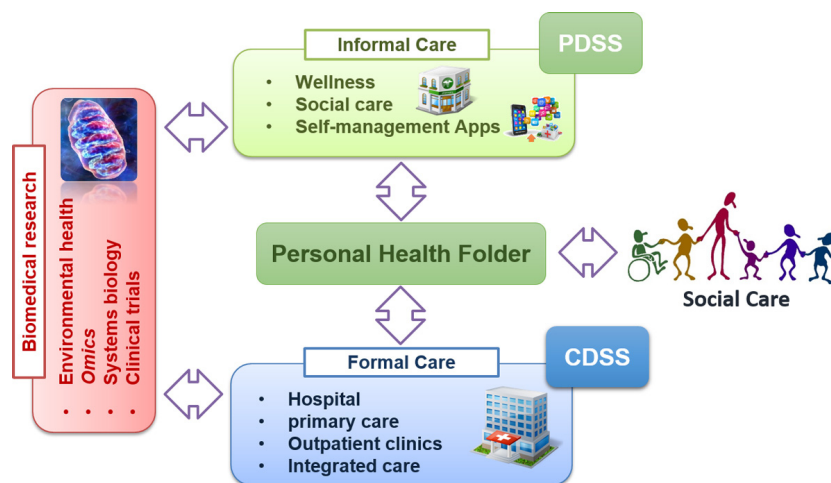 Informal Care
PDSS
• Wellness
• Social care
• Self-management Apps
Biomedical research
• Environmental health
• Omics
• Systems biology
• Clinical trials
Personal Health Folder
Social Care
Formal Care
CDSS
• Hospital
• primary care
• Outpatient clinics
• Integrated care